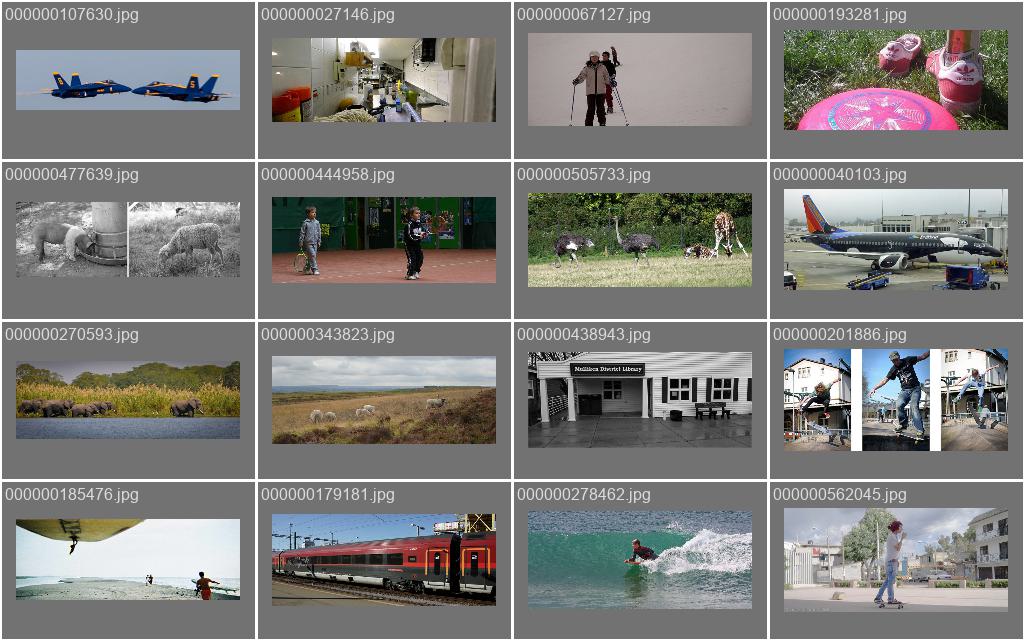 000000107630.jpg
000000027146.jpg
000000067127.jpg
000000193281.jpg
000000477639.jpg
000000444958.jpg
000000505733.jpg
000000040103.jpg
000000270593.jpg
000000343823.jpg
000000438943.jpg
Mulliken District Library
000000201886.jpg
000000185476.jpg
000000179181.jpg
000000278462.jpg
000000562045.jpg